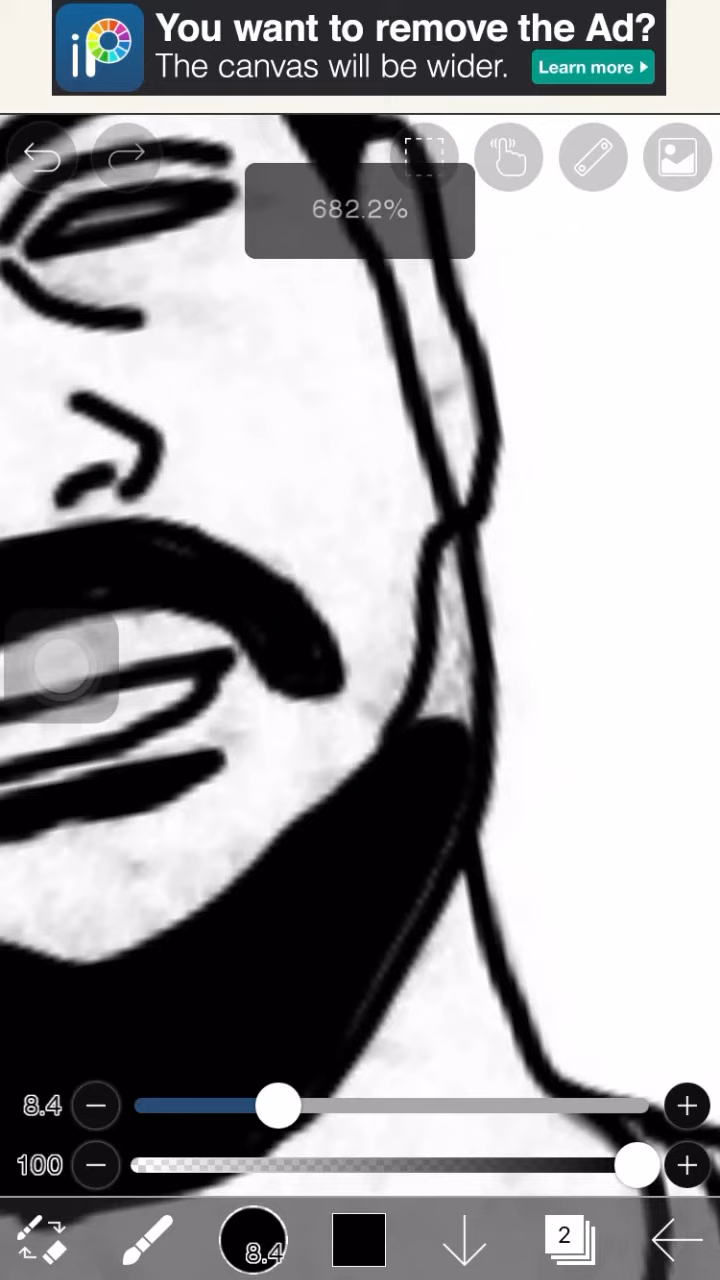 iP
You want to remove the Ad?
The canvas will be wider.
Learn more
682.2%
8.4
100
8.4
2